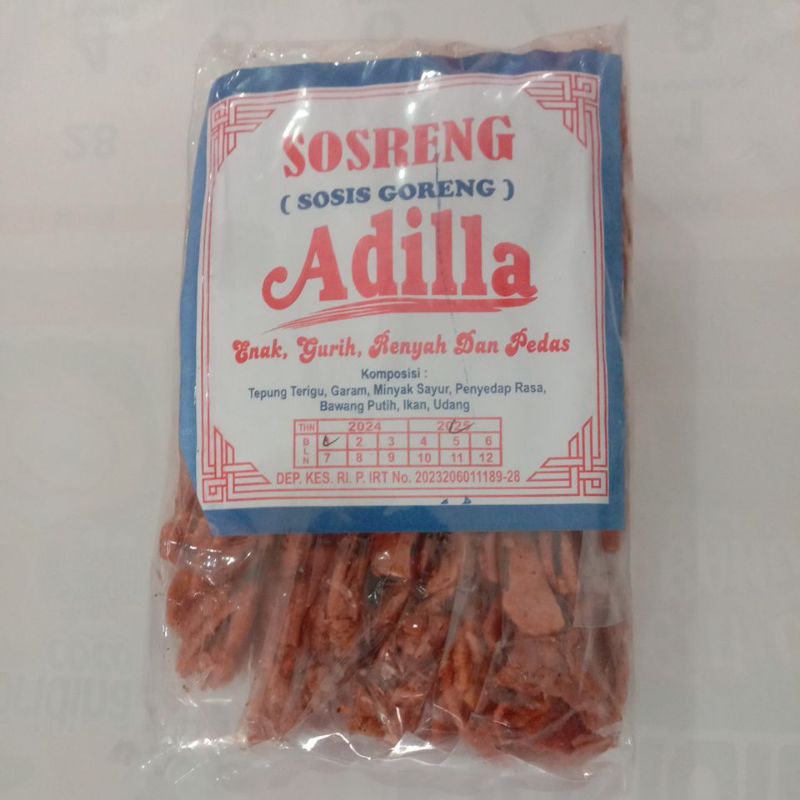 SOSRENG
( SOSIS GORENG )
Adilla
Enak, Gurih, Renyah Dan Pedas
Komposisi :
Tepung Terigu, Garam, Minyak Sayur, Penyedap Rasa,
Bawang Putih, Ikan, Udang
THN 2024 2025
BLN 1 2 3 4 5 6
7 8 9 10 11 12
DEP. KES. RI. P. IRT No. 2023206011189-28